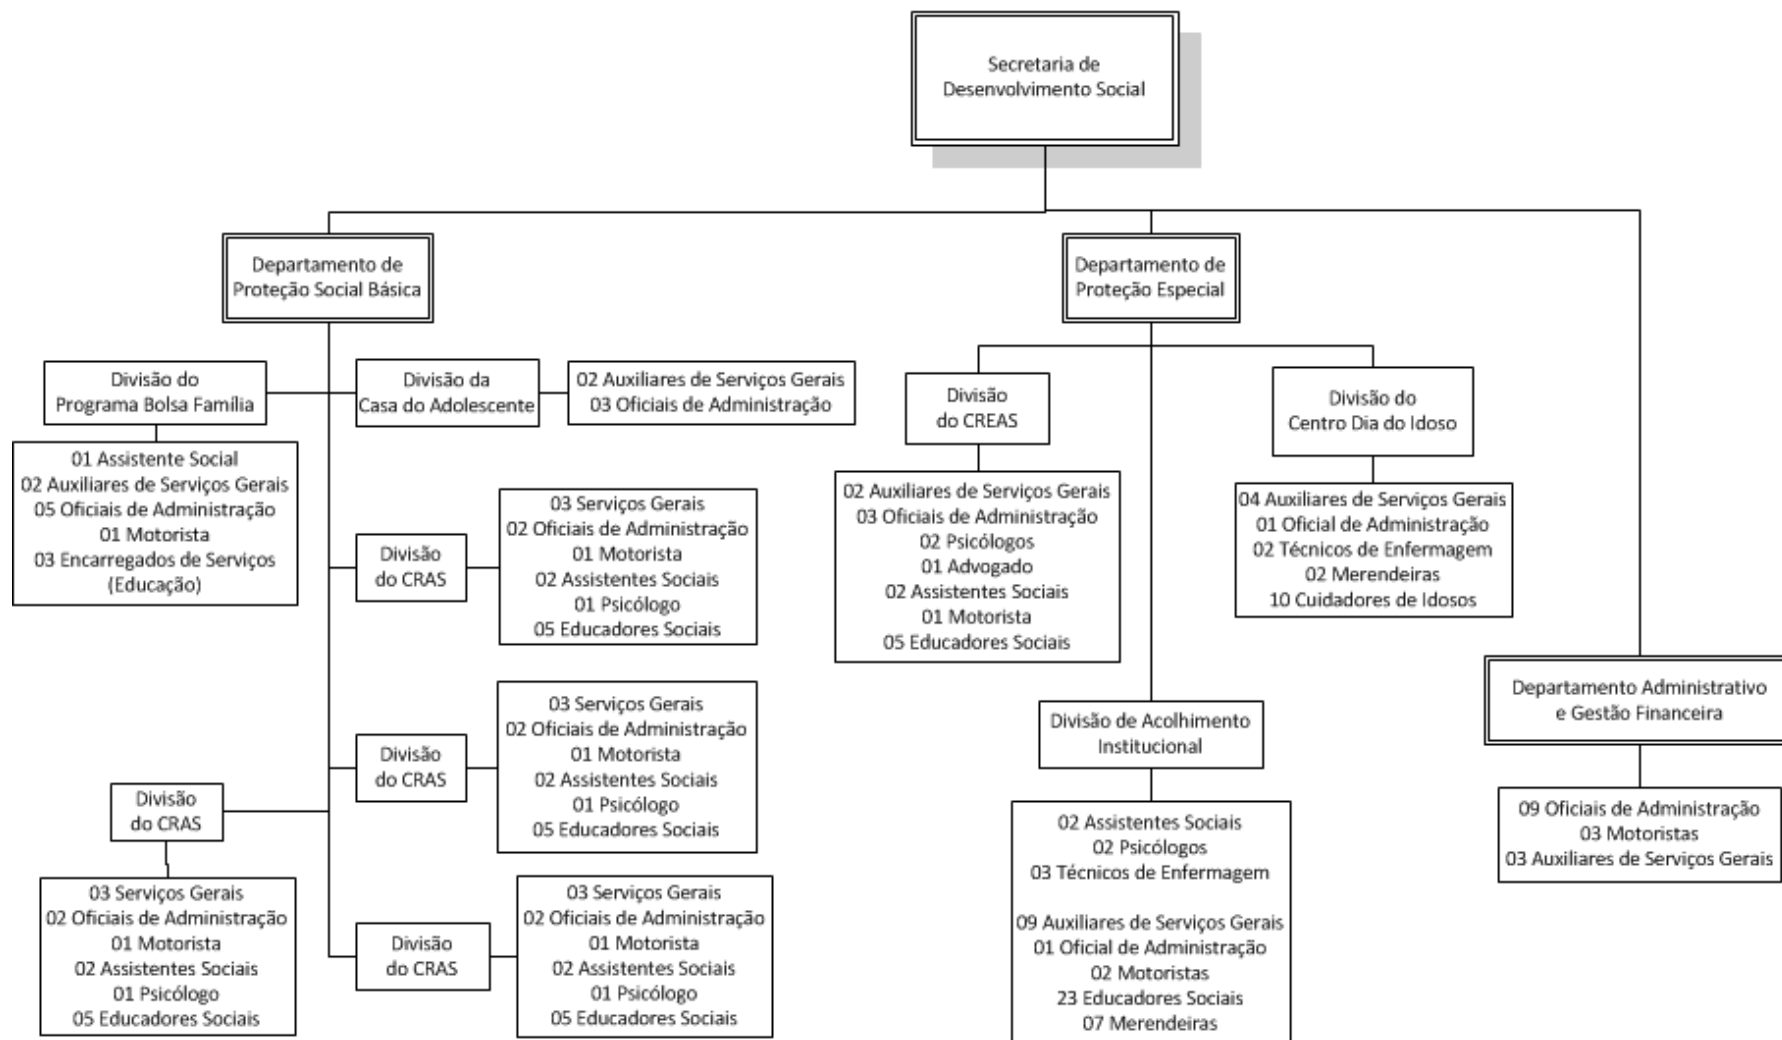 Secretaria de
Desenvolvimento Social
Departamento de
Proteção Social Básica
Departamento de
Proteção Especial
Divisão do
Programa Bolsa Família
Divisão da
Casa do Adolescente
02 Auxiliares de Serviços Gerais
03 Oficiais de Administração
01 Assistente Social
02 Auxiliares de Serviços Gerais
05 Oficiais de Administração
01 Motorista
03 Encarregados de Serviços
(Educação)
Divisão
do CRAS
03 Serviços Gerais
02 Oficiais de Administração
01 Motorista
02 Assistentes Sociais
01 Psicólogo
05 Educadores Sociais
Divisão
do CRAS
03 Serviços Gerais
02 Oficiais de Administração
01 Motorista
02 Assistentes Sociais
01 Psicólogo
05 Educadores Sociais
Divisão
do CRAS
03 Serviços Gerais
02 Oficiais de Administração
01 Motorista
02 Assistentes Sociais
01 Psicólogo
05 Educadores Sociais
Divisão
do CRAS
03 Serviços Gerais
02 Oficiais de Administração
01 Motorista
02 Assistentes Sociais
01 Psicólogo
05 Educadores Sociais
Divisão
do CREAS
02 Auxiliares de Serviços Gerais
03 Oficiais de Administração
02 Psicólogos
01 Advogado
02 Assistentes Sociais
01 Motorista
05 Educadores Sociais
Divisão do
Centro Dia do Idoso
04 Auxiliares de Serviços Gerais
01 Oficial de Administração
02 Técnicos de Enfermagem
02 Merendeiras
10 Cuidadores de Idosos
Divisão de Acolhimento
Institucional
02 Assistentes Sociais
02 Psicólogos
03 Técnicos de Enfermagem
09 Auxiliares de Serviços Gerais
01 Oficial de Administração
02 Motoristas
23 Educadores Sociais
07 Merendeiras
Departamento Administrativo
e Gestão Financeira
09 Oficiais de Administração
03 Motoristas
03 Auxiliares de Serviços Gerais